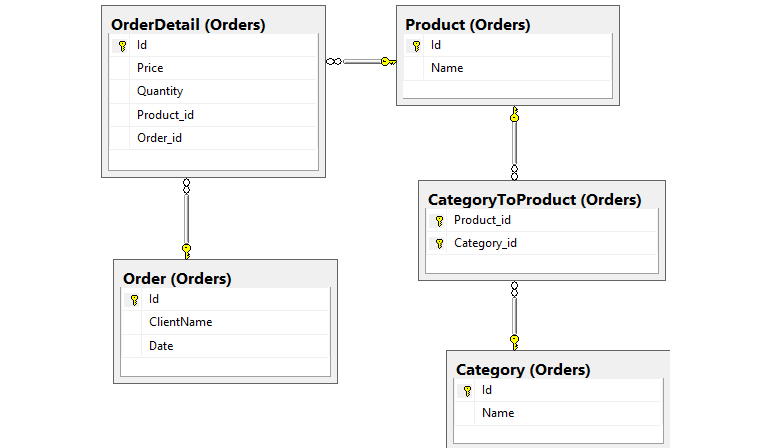 OrderDetail (Orders)
Id
Price
Quantity
Product_id
Order_id
Product (Orders)
Id
Name
CategoryToProduct (Orders)
Product_id
Category_id
Order (Orders)
Id
ClientName
Date
Category (Orders)
Id
Name